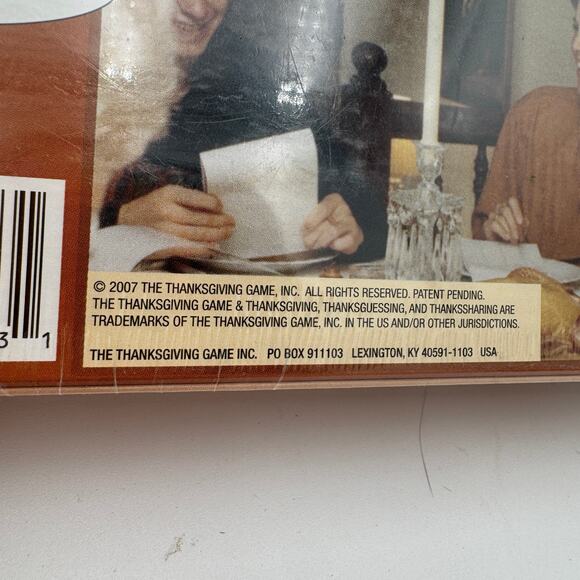 © 2007 THE THANKSGIVING GAME, INC. ALL RIGHTS RESERVED. PATENT PENDING.
THE THANKSGIVING GAME & THANKSGIVING, THANKSGUESSING, AND THANKSSHARING ARE
TRADEMARKS OF THE THANKSGIVING GAME, INC. IN THE US AND/OR OTHER JURISDICTIONS.
THE THANKSGIVING GAME INC. PO BOX 911103 LEXINGTON, KY 40591-1103 USA
3 1